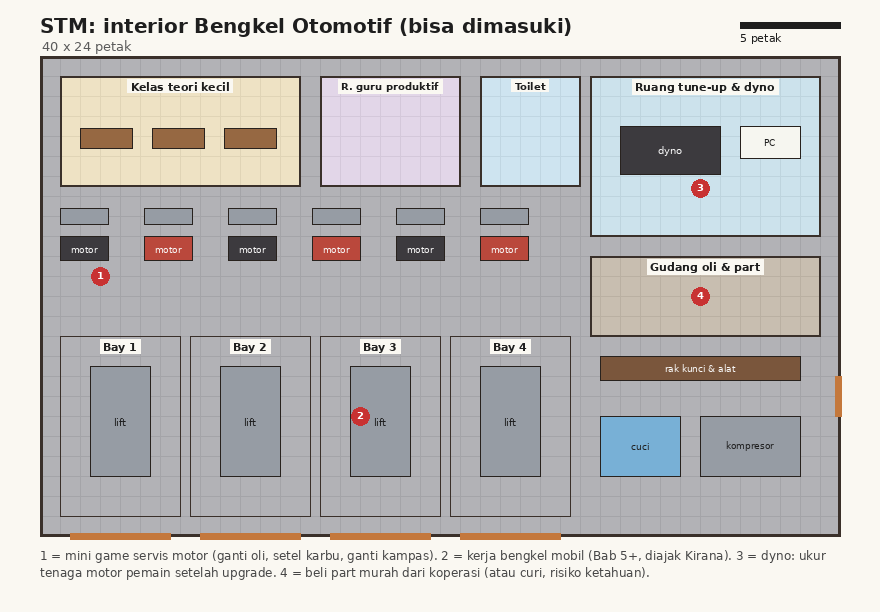 STM: interior Bengkel Otomotif (bisa dimasuki)
40 x 24 petak
5 petak
Kelas teori kecil
R. guru produktif
Toilet
Ruang tune-up & dyno
dyno
PC
3
motor
motor
motor
motor
motor
motor
1
Gudang oli & part
4
Bay 1
Bay 2
Bay 3
Bay 4
rak kunci & alat
lift
lift
2
lift
lift
cuci
kompresor
1 = mini game servis motor (ganti oli, setel karbu, ganti kampas). 2 = kerja bengkel mobil (Bab 5+, diajak Kirana). 3 = dyno: ukur
tenaga motor pemain setelah upgrade. 4 = beli part murah dari koperasi (atau curi, risiko ketahuan).